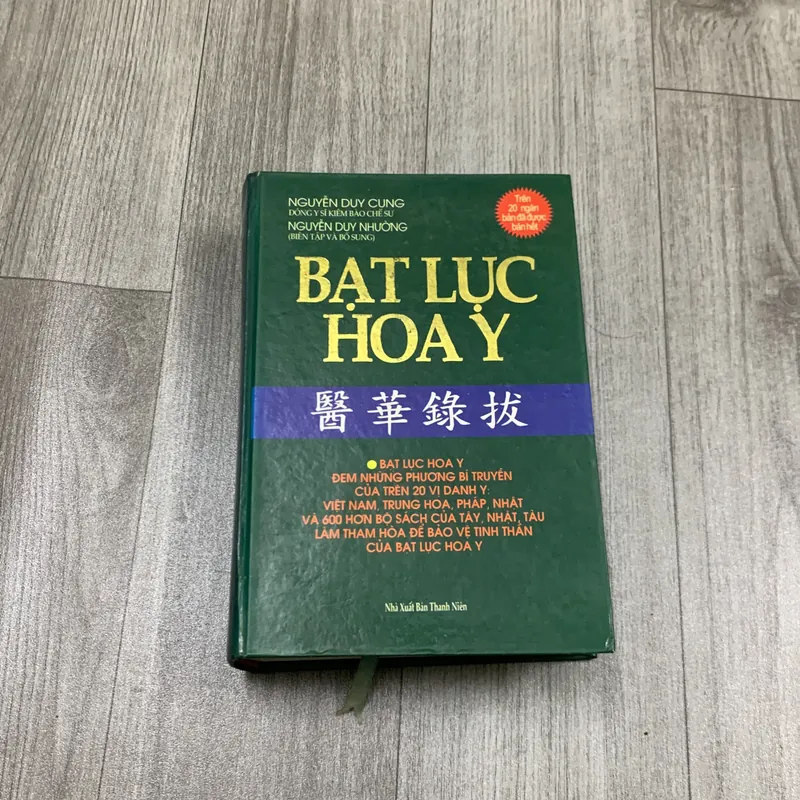 NGUYỄN DUY CUNG
ĐÔNG Y SĨ KIÊM BÀO CHẾ SƯ
NGUYỄN DUY NHƯỜNG
(BIÊN TẬP VÀ BỔ SUNG)
Trên
20 ngàn
bản đã được
bán hết
BẠT LỤC
HOA Y
醫華錄拔
BẠT LỤC HOA Y
ĐEM NHỮNG PHƯƠNG BÍ TRUYỀN
CỦA TRÊN 20 VỊ DANH Y:
VIỆT NAM, TRUNG HOA, PHÁP, NHẬT
VÀ 600 HƠN BỘ SÁCH CỦA TÂY, NHẬT, TÀU
LÀM THAM HÒA ĐỂ BẢO VỆ TINH THẦN
CỦA BẠT LỤC HOA Y
Nhà Xuất Bản Thanh Niên